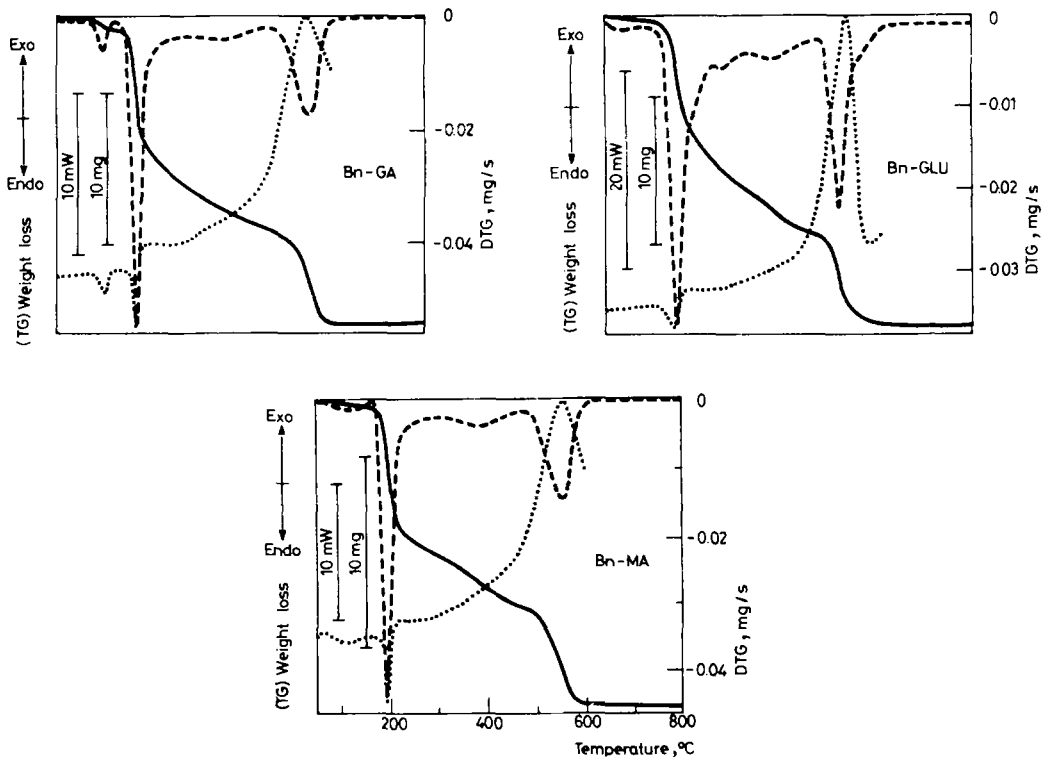 Exo
Endo
10 mW
10 mg
(TG) Weight loss
Bn-GA
0
-0.02
-0.04
DTG, mg/s
Exo
Endo
20 mW
10 mg
(TG) Weight loss
Bn-GLU
0
-0.01
-0.02
-0.03
DTG, mg/s
Exo
Endo
10 mW
10 mg
(TG) Weight loss
Bn-MA
0
-0.02
-0.04
DTG, mg/s
200
400
600
800
Temperature, °C